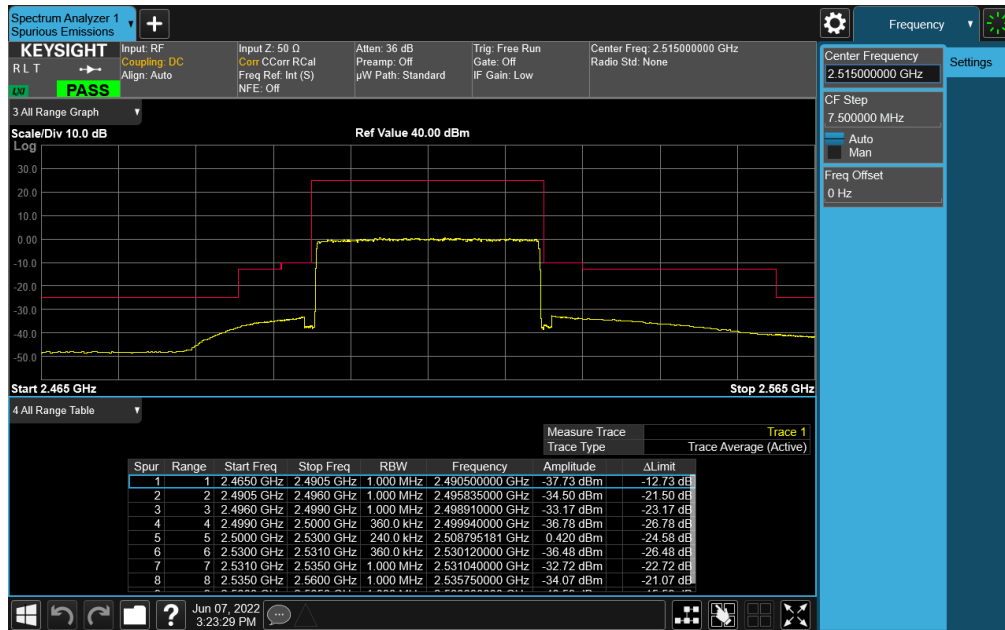 Spectrum Analyzer 1
Spurious Emissions
Frequency
KEYSIGHT
R L T
LXI
PASS
Input: RF
Coupling: DC
Align: Auto
Input Z: 50 Ω
Corr CCorr RCal
Freq Ref: Int (S)
NFE: Off
Atten: 36 dB
Preamp: Off
µW Path: Standard
Trig: Free Run
Gate: Off
IF Gain: Low
Center Freq: 2.515000000 GHz
Radio Std: None
Center Frequency
2.515000000 GHz
Settings
CF Step
7.500000 MHz
Auto
Man
Freq Offset
0 Hz
3 All Range Graph
Scale/Div 10.0 dB
Ref Value 40.00 dBm
Log
30.0
20.0
10.0
0.00
-10.0
-20.0
-30.0
-40.0
-50.0
Start 2.465 GHz
Stop 2.565 GHz
4 All Range Table
Measure Trace Trace 1
Trace Type Trace Average (Active)
Spur Range Start Freq Stop Freq RBW Frequency Amplitude ΔLimit
1 1 2.4650 GHz 2.4905 GHz 1.000 MHz 2.490500000 GHz -37.73 dBm -12.73 dB
2 2 2.4905 GHz 2.4960 GHz 1.000 MHz 2.495835000 GHz -34.50 dBm -21.50 dB
3 3 2.4960 GHz 2.4990 GHz 1.000 MHz 2.498910000 GHz -33.17 dBm -23.17 dB
4 4 2.4990 GHz 2.5000 GHz 360.0 kHz 2.499940000 GHz -36.78 dBm -26.78 dB
5 5 2.5000 GHz 2.5300 GHz 240.0 kHz 2.508795181 GHz 0.420 dBm -24.58 dB
6 6 2.5300 GHz 2.5310 GHz 360.0 kHz 2.530120000 GHz -36.48 dBm -26.48 dB
7 7 2.5310 GHz 2.5350 GHz 1.000 MHz 2.531040000 GHz -32.72 dBm -22.72 dB
8 8 2.5350 GHz 2.5600 GHz 1.000 MHz 2.535750000 GHz -34.07 dBm -21.07 dB
Jun 07, 2022
3:23:29 PM